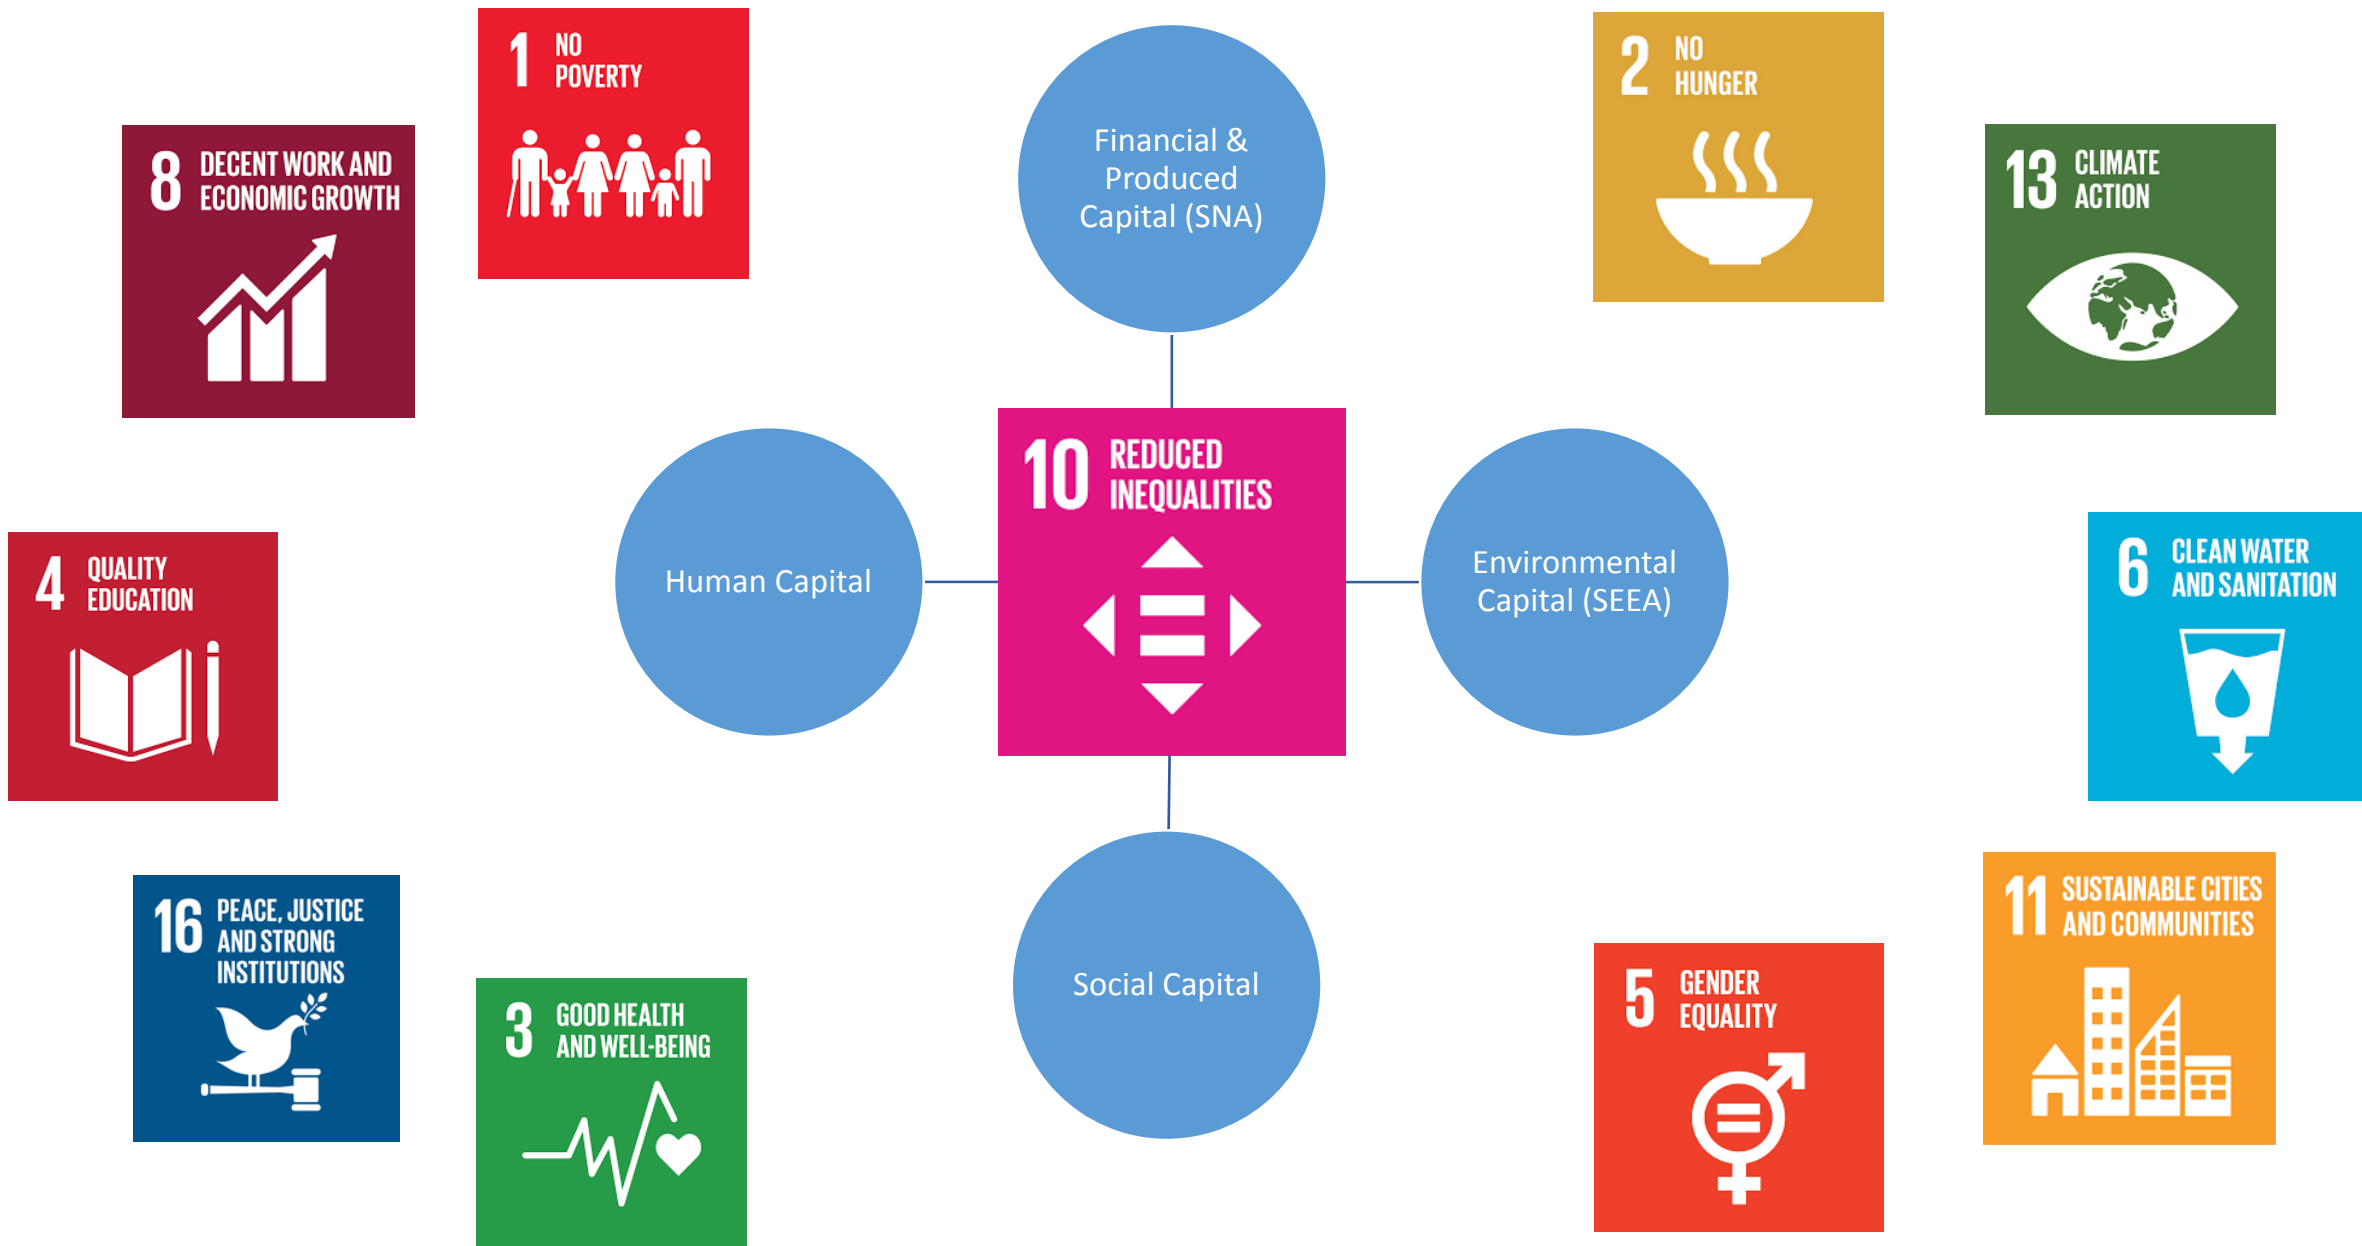 1 NO
POVERTY
2 NO
HUNGER
8 DECENT WORK AND
ECONOMIC GROWTH
Financial &
Produced
Capital (SNA)
13 CLIMATE
ACTION
10 REDUCED
INEQUALITIES
4 QUALITY
EDUCATION
Human Capital
Environmental
Capital (SEEA)
6 CLEAN WATER
AND SANITATION
16 PEACE, JUSTICE
AND STRONG
INSTITUTIONS
3 GOOD HEALTH
AND WELL-BEING
Social Capital
5 GENDER
EQUALITY
11 SUSTAINABLE CITIES
AND COMMUNITIES